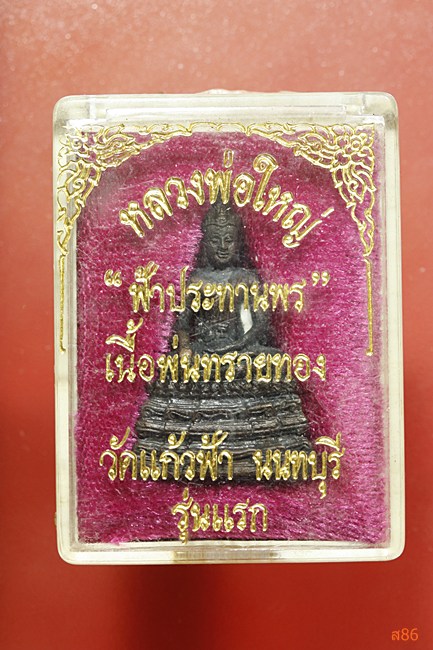 หลวงพ่อใหญ่
“ ฟ้าประทานพร ”
เนื้อพ่นทรายทอง
วัดแก้วฟ้า นนทบุรี
รุ่นแรก
ส86